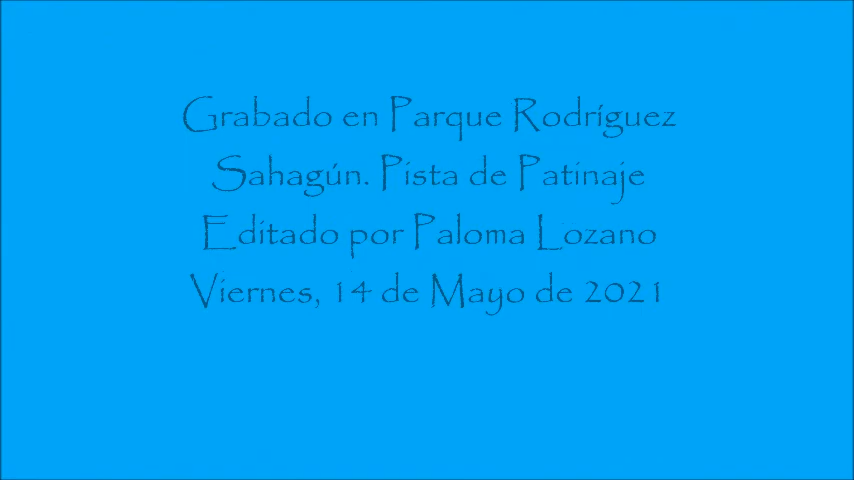 Grabado en Parque Rodríguez
Sahagún. Pista de Patinaje
Editado por Paloma Lozano
Viernes, 14 de Mayo de 2021